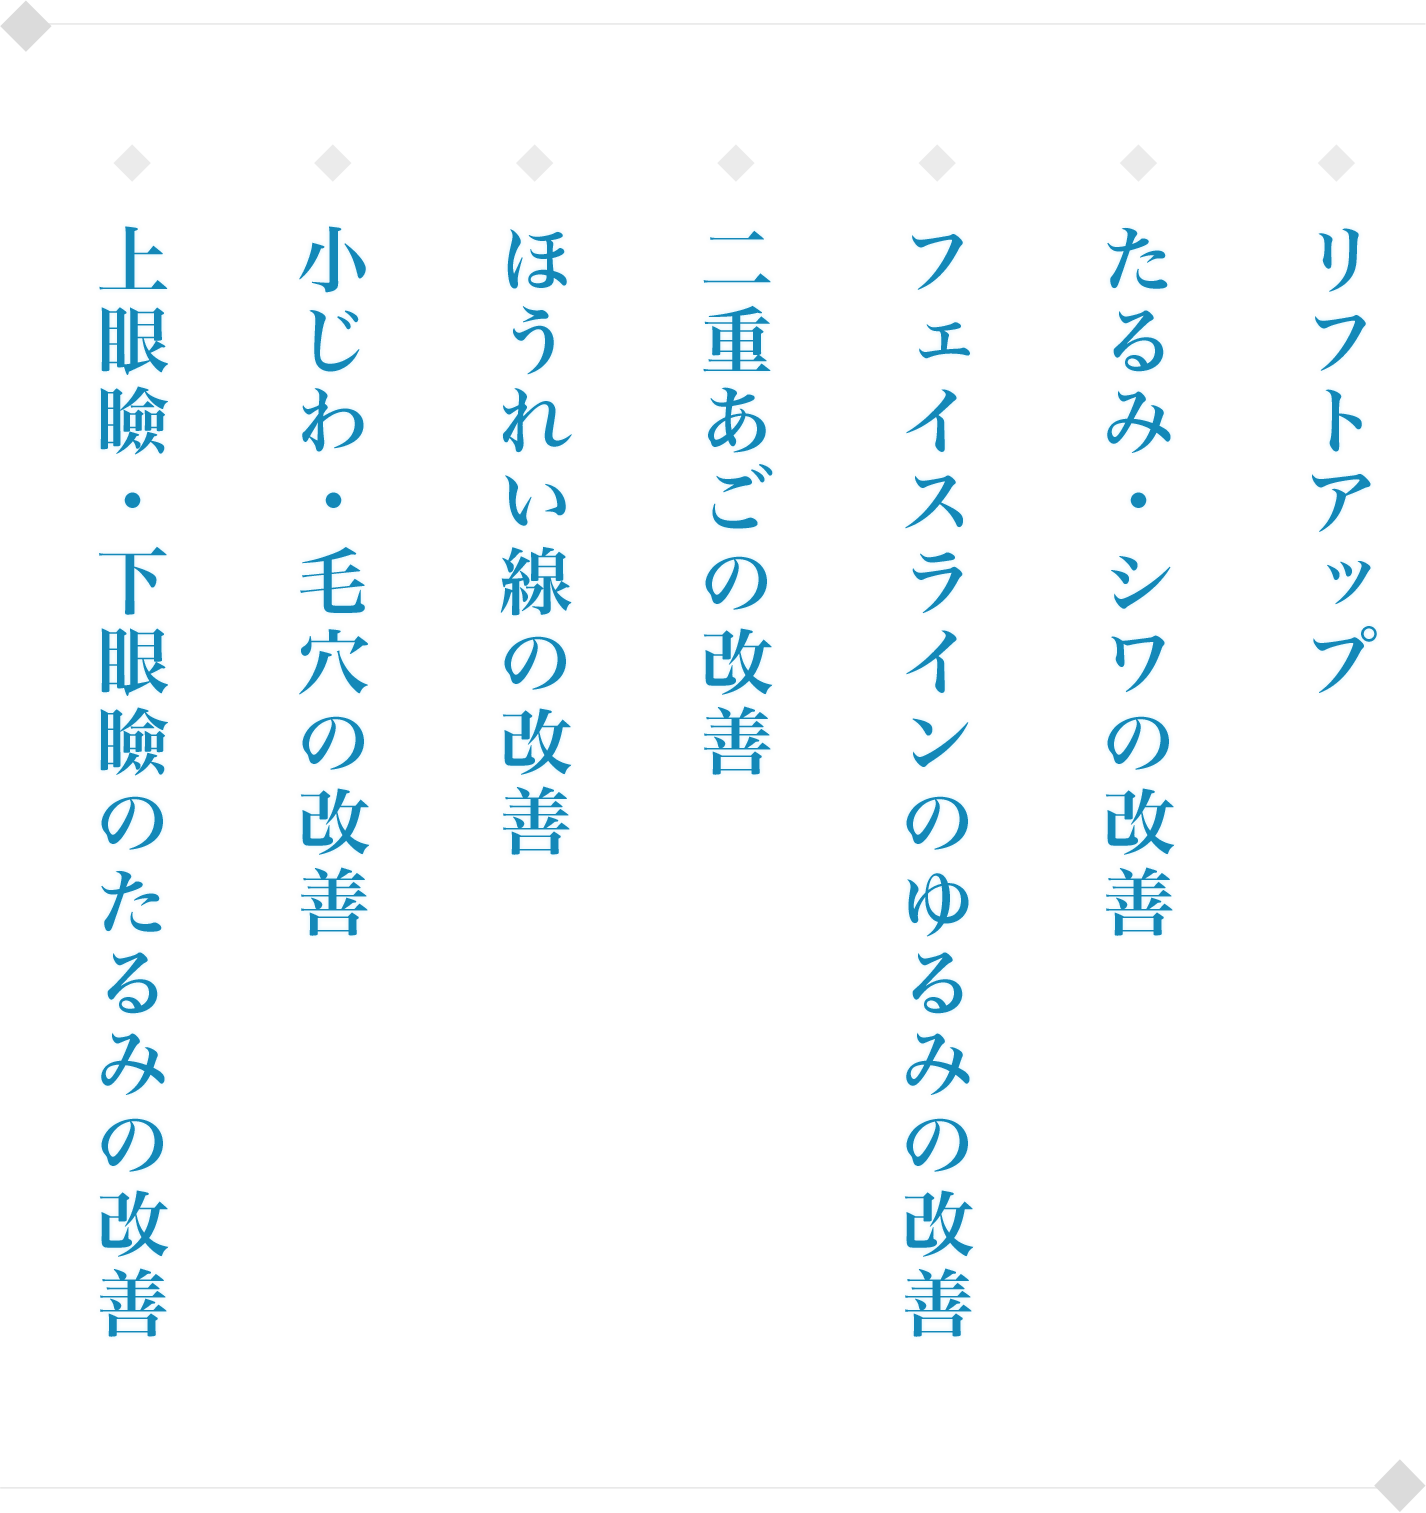 リフトアップ
たるみ・シワの改善
フェイスラインのゆるみの改善
二重あごの改善
ほうれい線の改善
小じわ・毛穴の改善
上眼瞼・下眼瞼のたるみの改善